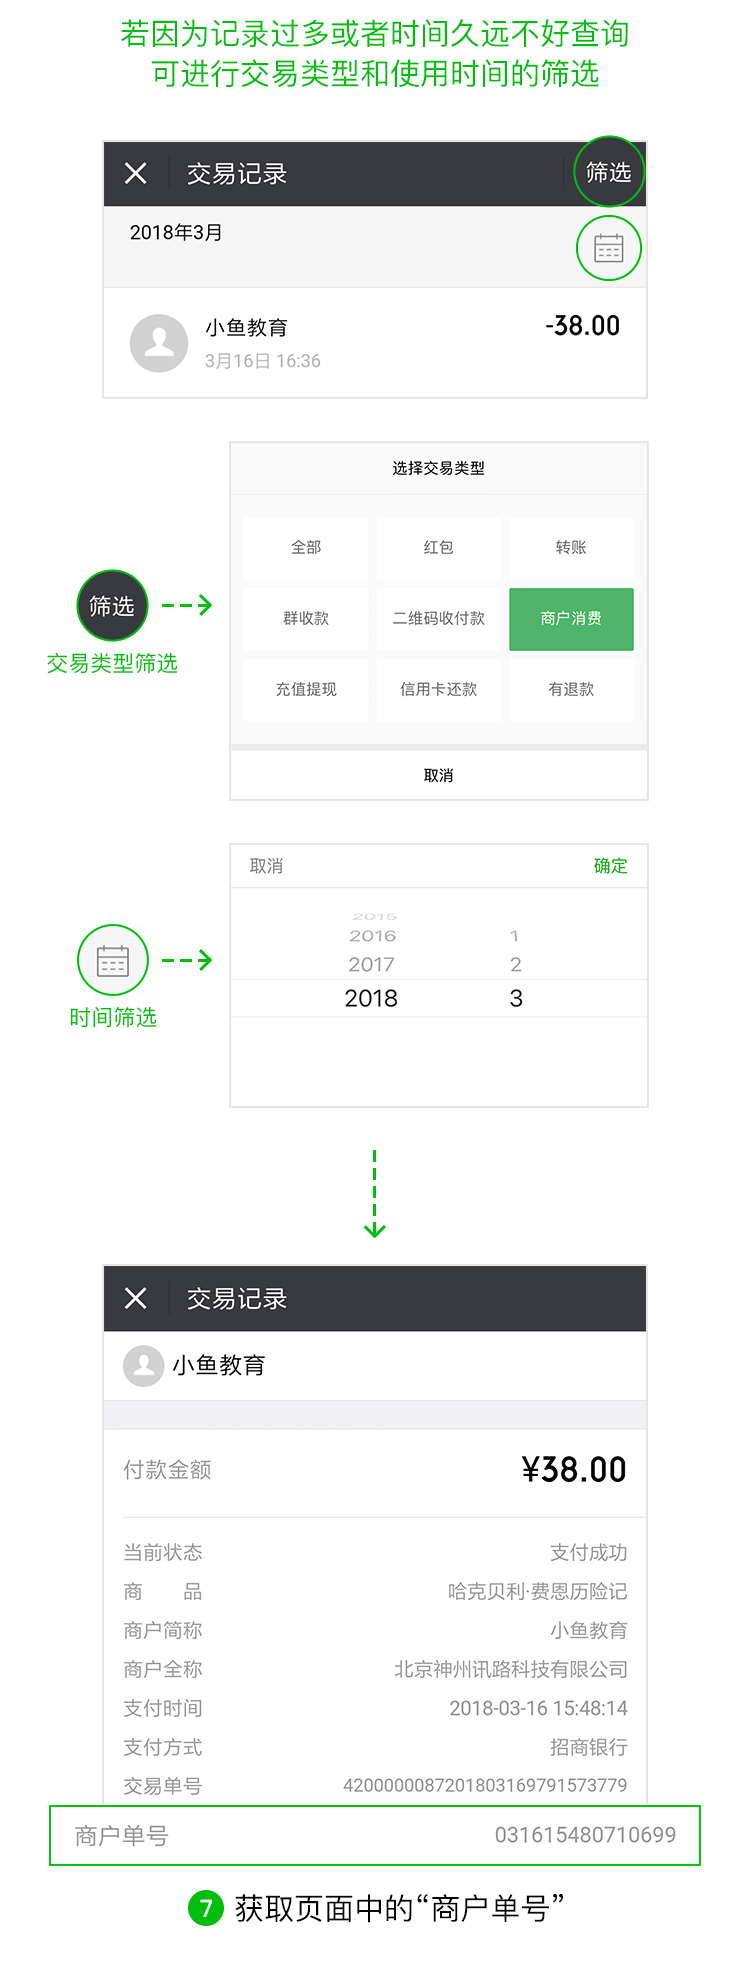 若因为记录过多或者时间久远不好查询
可进行交易类型和使用时间的筛选
交易记录 筛选
2018年3月
小鱼教育 -38.00
3月16日 16:36
选择交易类型
全部 红包 转账
筛选
交易类型筛选
群收款 二维码收付款 商户消费
充值提现 信用卡还款 有退款
取消
取消 确定
2015
2016 1
2017 2
2018 3
时间筛选
交易记录
小鱼教育
付款金额 ¥38.00
当前状态 支付成功
商 品 哈克贝利·费恩历险记
商户简称 小鱼教育
商户全称 北京神州讯路科技有限公司
支付时间 2018-03-16 15:48:14
支付方式 招商银行
交易单号 4200000087201803169791573779
商户单号 031615480710699
7 获取页面中的“商户单号”